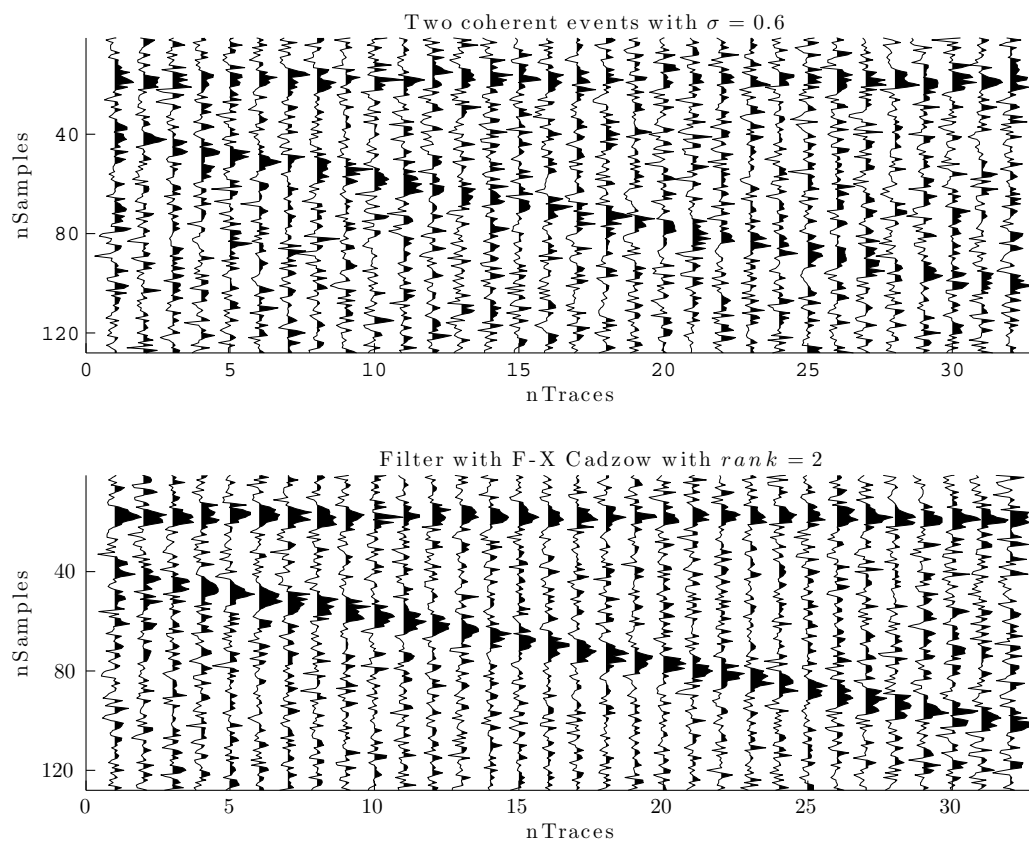 Two coherent events with σ = 0.6
nSamples
40
80
120
0 5 10 15 20 25 30
nTraces
Filter with F-X Cadzow with rank = 2
nSamples
40
80
120
0 5 10 15 20 25 30
nTraces